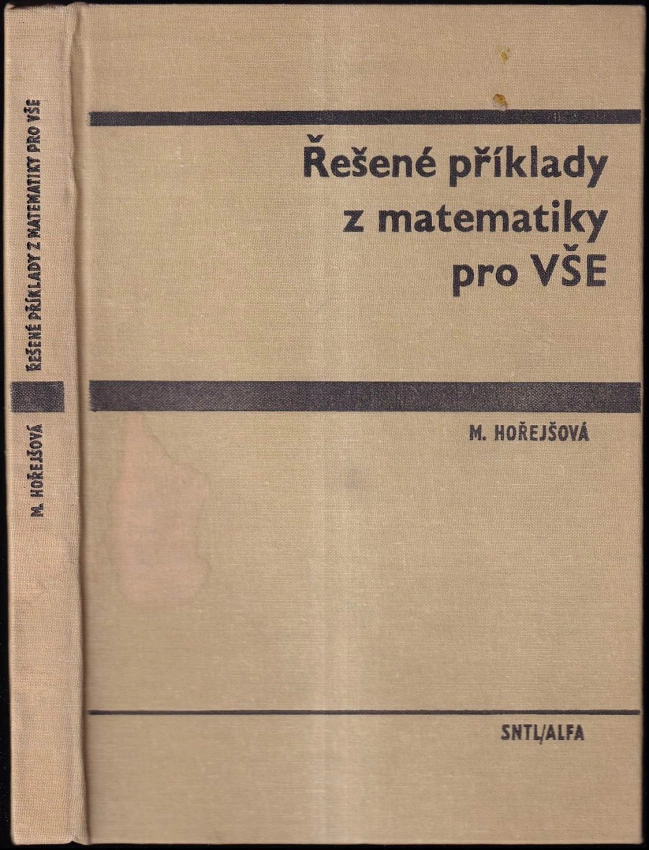 ŘEŠENÉ PŘÍKLADY Z MATEMATIKY PRO VŠE
M. HOŘEJŠOVÁ
Řešené příklady
z matematiky
pro VŠE
M. HOŘEJŠOVÁ
SNTL/ALFA